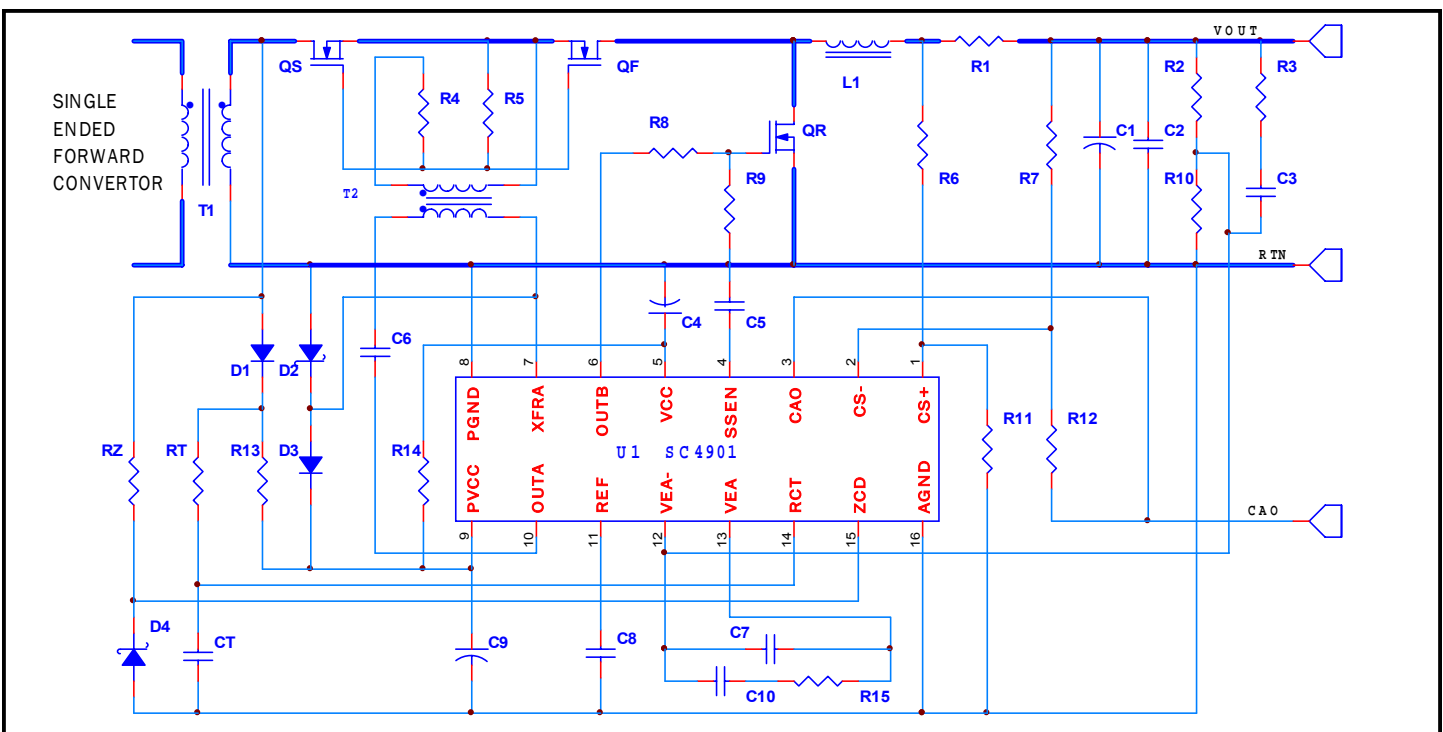 VOUT
QS
QF
R1
R2
R3
L1
SINGLE
ENDED
FORWARD
CONVERTOR
R4
R5
R8
QR
C1
C2
R6
R7
R9
R10
C3
T1
T2
RTN
C4
C5
C6
D1
D2
8
7
6
5
4
3
2
1
PGND
XFRA
OUTB
VCC
SSEN
CAO
CS-
CS+
R11
R12
RZ
RT
R13
D3
R14
U1 SC4901
PVCC
OUTA
REF
VEA-
VEA
RCT
ZCD
AGND
CAO
9
10
11
12
13
14
15
16
D4
CT
C9
C8
C7
C10
R15